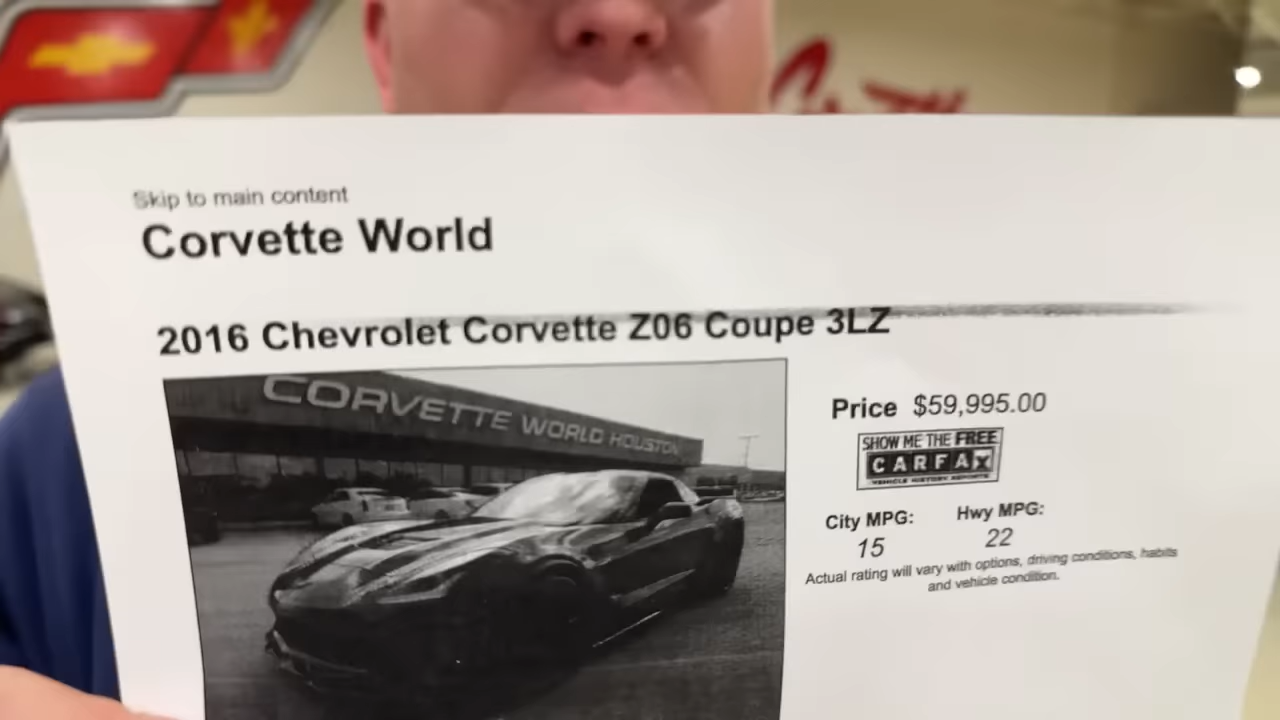 Skip to main content
Corvette World
2016 Chevrolet Corvette Z06 Coupe 3LZ
CORVETTE WORLD HOUSTON
Price $59,995.00
SHOW ME THE FREE
CARFAX
VEHICLE HISTORY REPORTS
City MPG: Hwy MPG:
15 22
Actual rating will vary with options, driving conditions, habits
and vehicle condition.